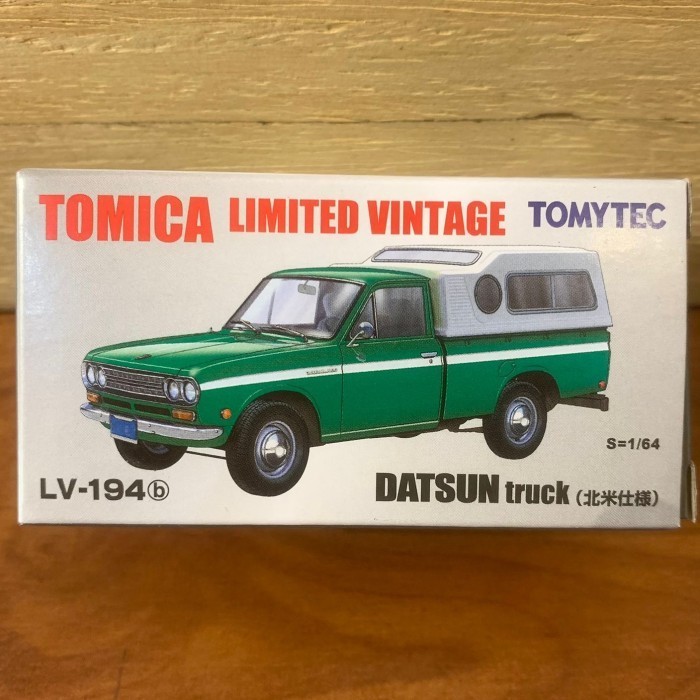 TOMICA LIMITED VINTAGE TOMYTEC
S=1/64
LV-194ⓑ DATSUN truck (北米仕様)